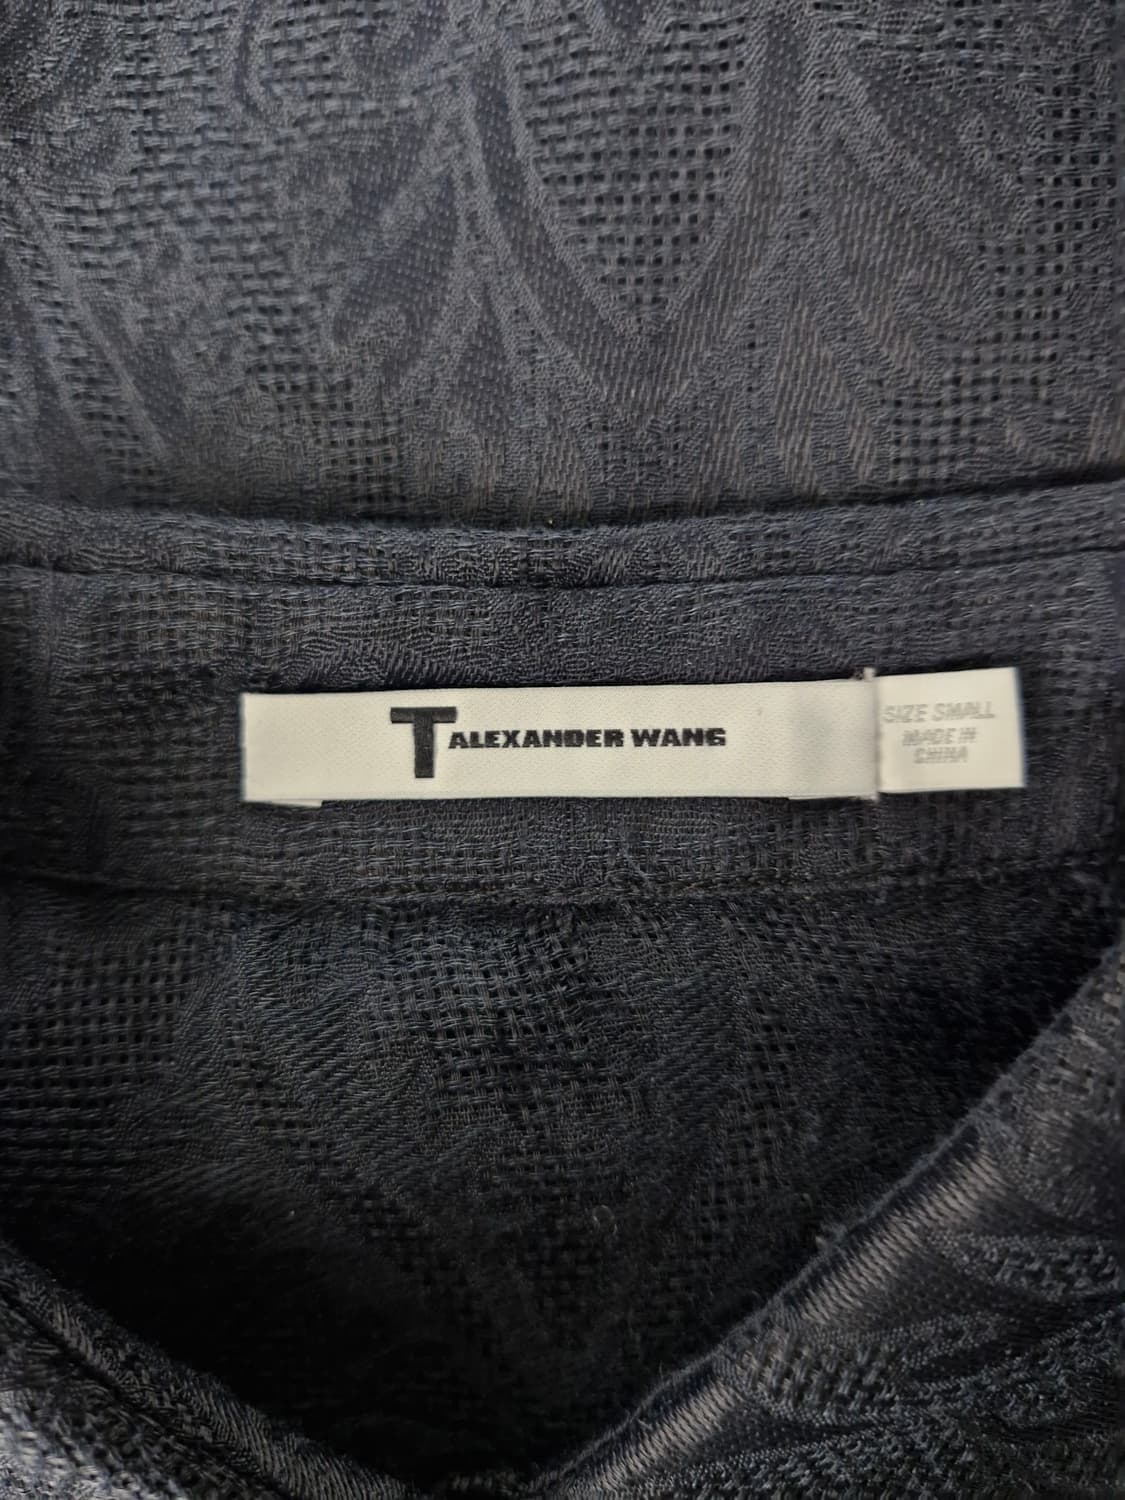 T ALEXANDER WANG
SIZE SMALL
MADE IN
CHINA